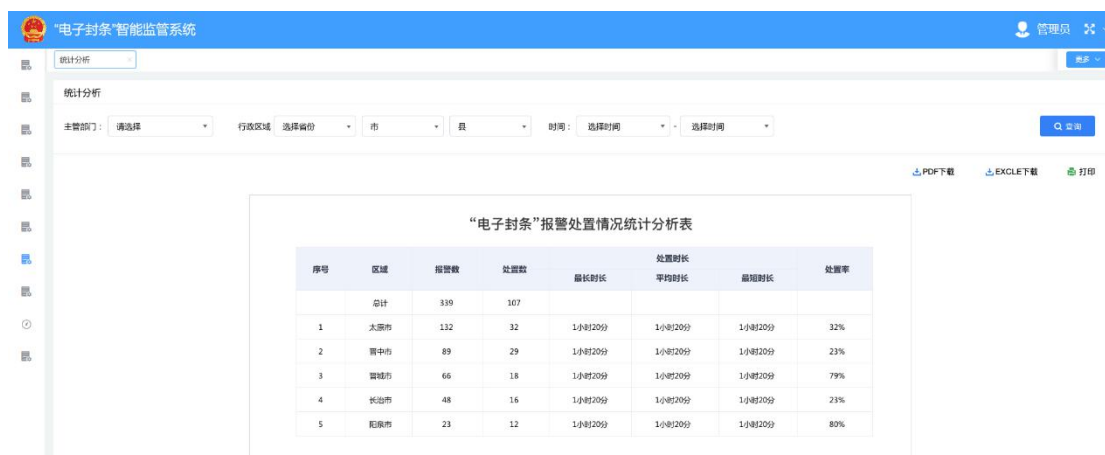 “电子封条”智能监管系统 管理员
统计分析 更多
统计分析
主管部门： 请选择 行政区域 选择省份 市 县 时间： 选择时间 - 选择时间 查询
PDF下载 EXCLE下载 打印
“电子封条”报警处置情况统计分析表
序号 区域 报警数 处置数 处置时长 处置率
最长时长 平均时长 最短时长
总计 339 107
1 太原市 132 32 1小时20分 1小时20分 1小时20分 32%
2 晋中市 89 29 1小时20分 1小时20分 1小时20分 23%
3 晋城市 66 18 1小时20分 1小时20分 1小时20分 79%
4 长治市 48 16 1小时20分 1小时20分 1小时20分 23%
5 阳泉市 23 12 1小时20分 1小时20分 1小时20分 80%